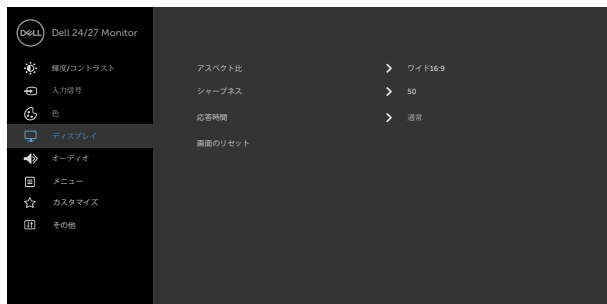 DELL Dell 24/27 Monitor
輝度/コントラスト
入力信号
色
ディスプレイ
オーディオ
メニュー
カスタマイズ
その他
アスペクト比 ワイド16:9
シャープネス 50
応答時間 通常
画面のリセット